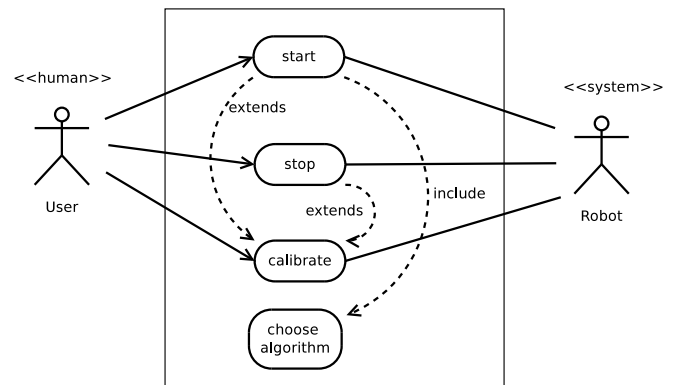 start
<<human>>
<<system>>
extends
stop
include
User
extends
Robot
calibrate
choose
algorithm